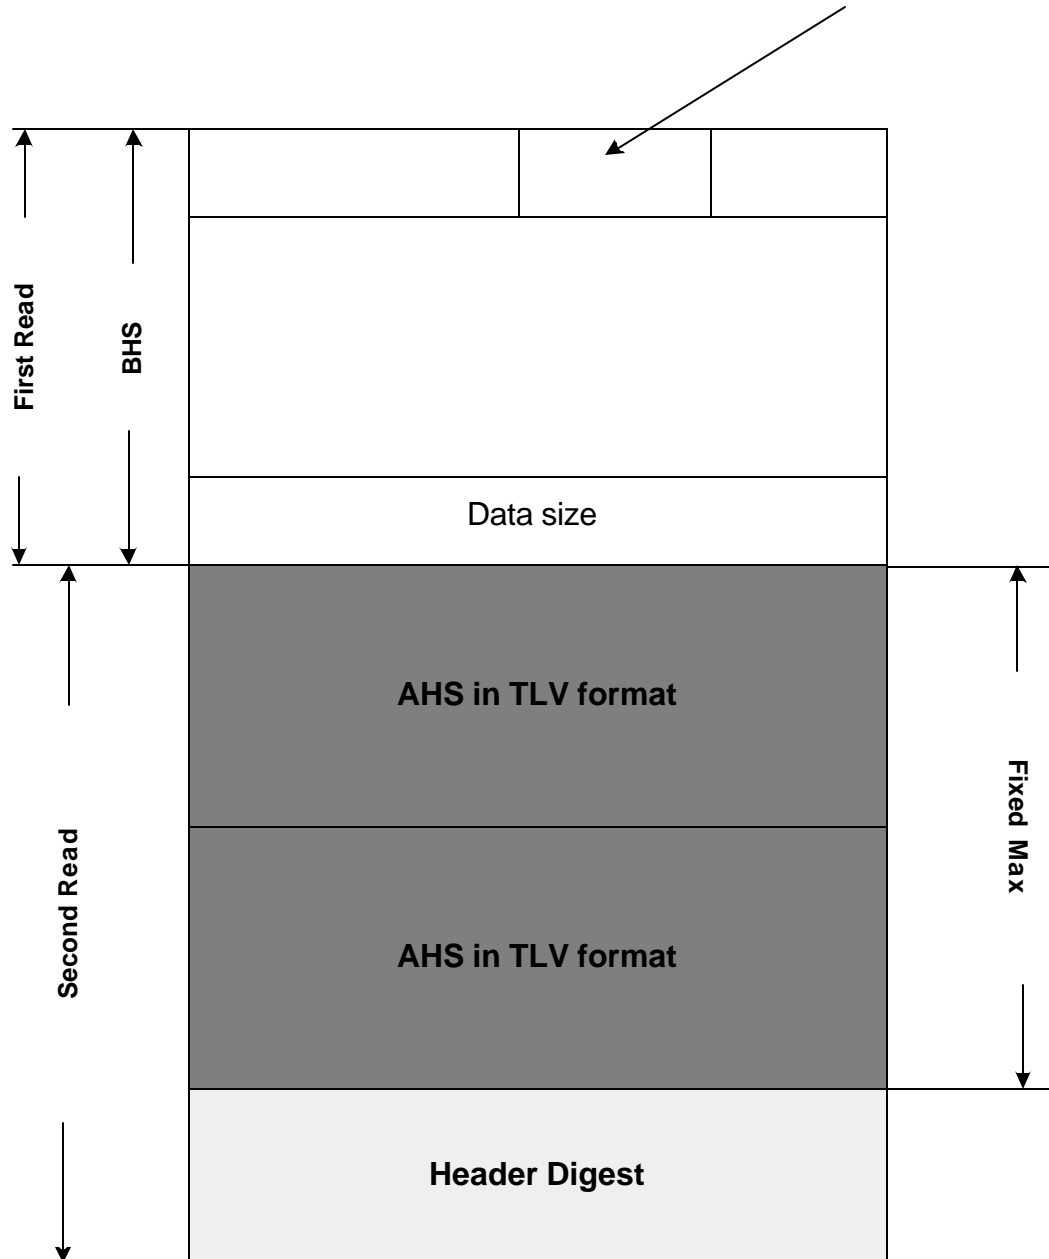 First Read
BHS
Data size
AHS in TLV format
Second Read
Fixed Max
AHS in TLV format
Header Digest